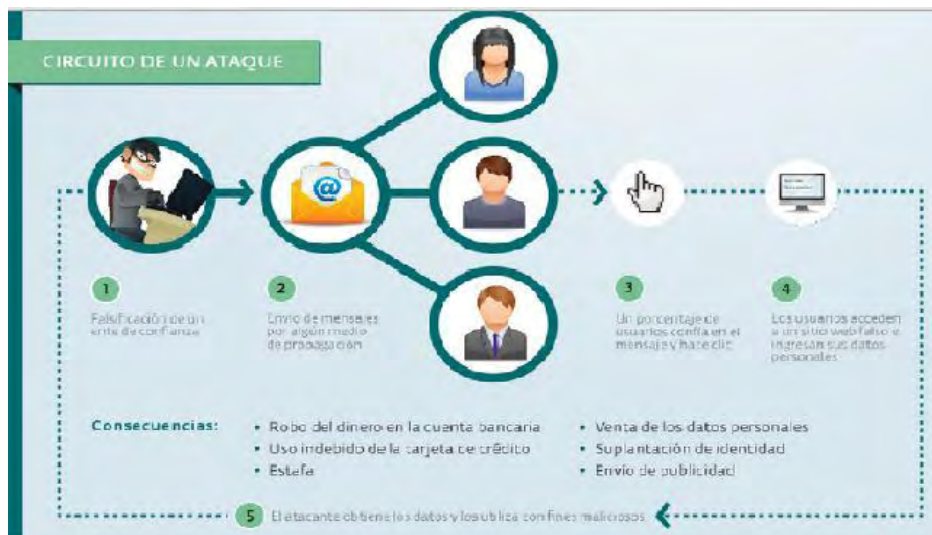 CIRCUITO DE UN ATAQUE
@
1
Falsificación de un
ente de confianza
2
Envío de mensajes
por algún medio
de propagación
3
Un porcentaje de
usuarios confía en el
mensaje y hace clic
4
Los usuarios acceden
a un sitio web falso e
ingresan sus datos
personales
Consecuencias:
• Robo del dinero en la cuenta bancaria
• Uso indebido de la tarjeta de crédito
• Estafa
• Venta de los datos personales
• Suplantación de identidad
• Envío de publicidad
5 El atacante obtiene los datos y los utiliza con fines maliciosos